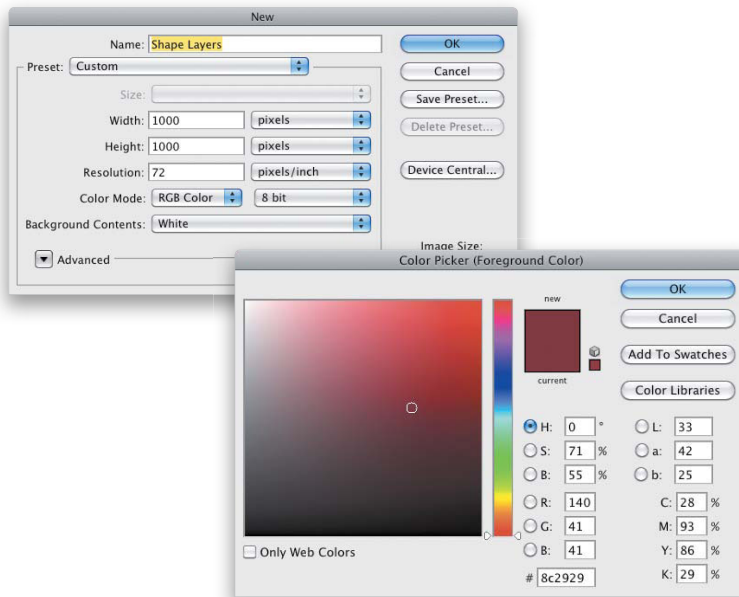 New
Name: Shape Layers
OK
Preset: Custom
Cancel
Size:
Save Preset...
Width: 1000 pixels
Delete Preset...
Height: 1000 pixels
Resolution: 72 pixels/inch
Device Central...
Color Mode: RGB Color 8 bit
Background Contents: White
Image Size:
Advanced
Color Picker (Foreground Color)
new
OK
Cancel
Add To Swatches
current
Color Libraries
H: 0 °
L: 33
S: 71 %
a: 42
B: 55 %
b: 25
R: 140
C: 28 %
G: 41
M: 93 %
B: 41
Y: 86 %
Only Web Colors
# 8c2929
K: 29 %